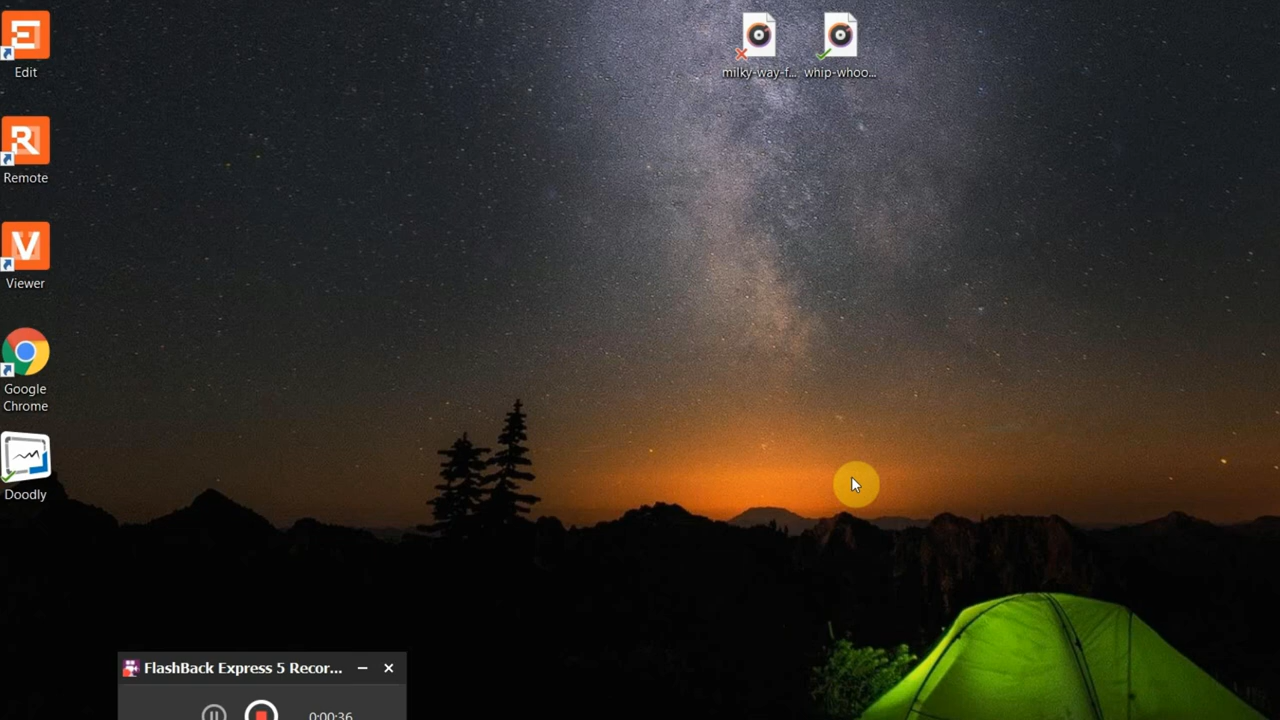 milky-way-f...
whip-whoo...
Edit
Remote
Viewer
Google
Chrome
Doodly
FlashBack Express 5 Recor...
0:00:36